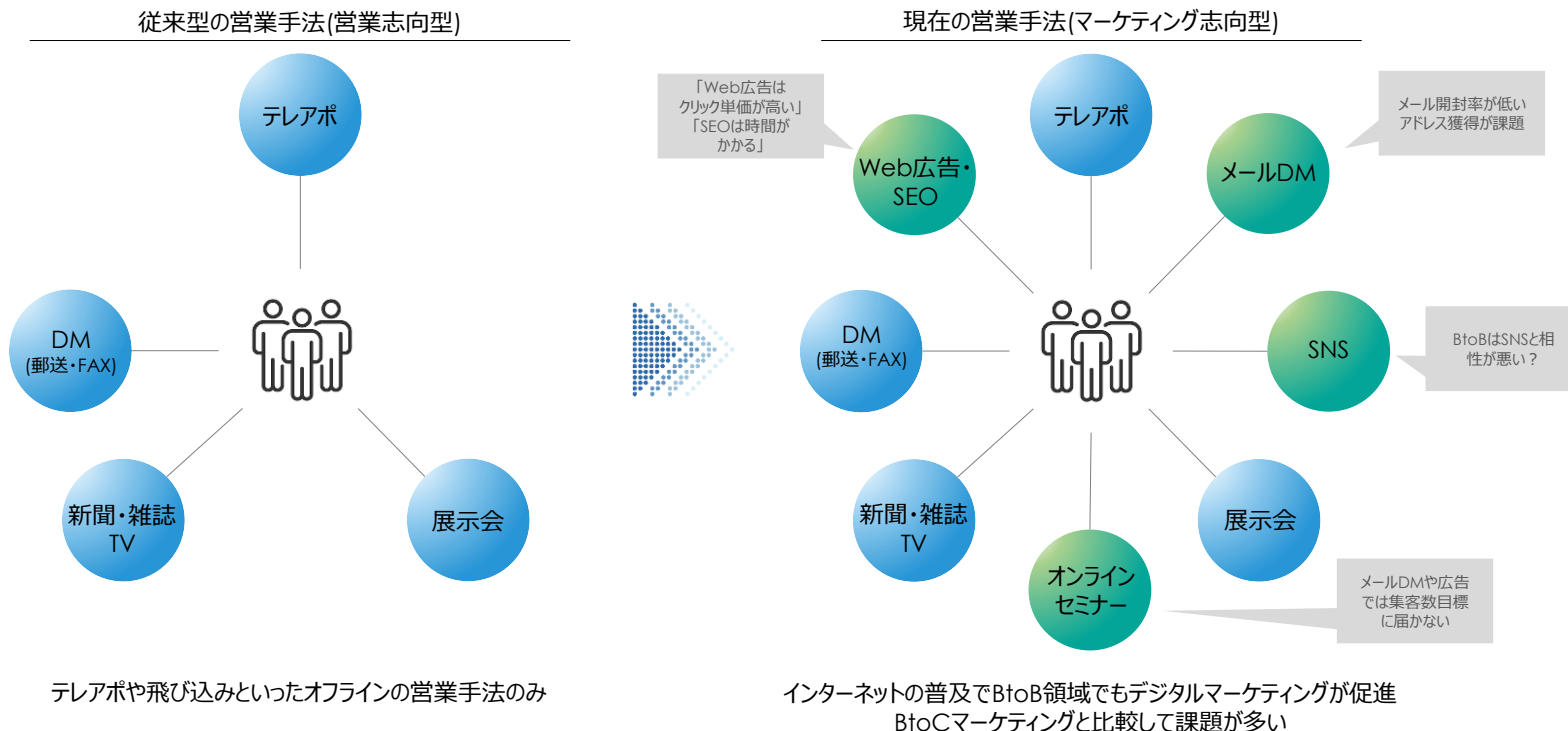 従来型の営業手法(営業志向型)
テレアポ
DM
(郵送・FAX)
新聞・雑誌
TV
展示会
テレアポや飛び込みといったオフラインの営業手法のみ
現在の営業手法(マーケティング志向型)
「Web広告は
クリック単価が高い」
「SEOは時間が
かかる」
Web広告・
SEO
テレアポ
メールDM
メール開封率が低い
アドレス獲得が課題
DM
(郵送・FAX)
SNS
BtoBはSNSと相
性が悪い？
新聞・雑誌
TV
展示会
オンライン
セミナー
メールDMや広告
では集客数目標
に届かない
インターネットの普及でBtoB領域でもデジタルマーケティングが促進
BtoCマーケティングと比較して課題が多い